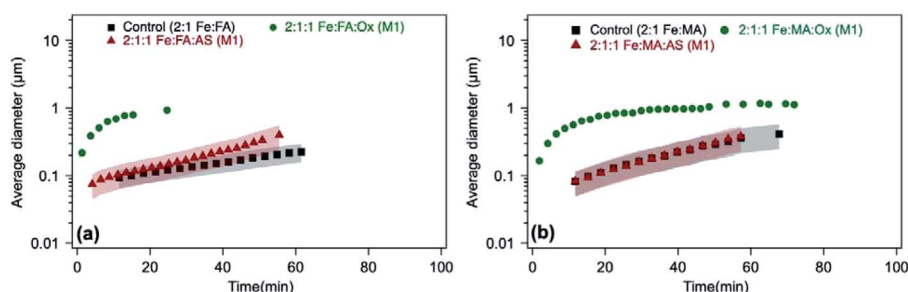 Control (2:1 Fe:FA)
2:1:1 Fe:FA:Ox (M1)
2:1:1 Fe:FA:AS (M1)
Average diameter (μm)
10
1
0.1
0.01
(a)
0
20
40
60
80
100
Time(min)
Control (2:1 Fe:MA)
2:1:1 Fe:MA:Ox (M1)
2:1:1 Fe:MA:AS (M1)
Average diameter (μm)
10
1
0.1
0.01
(b)
0
20
40
60
80
100
Time(min)